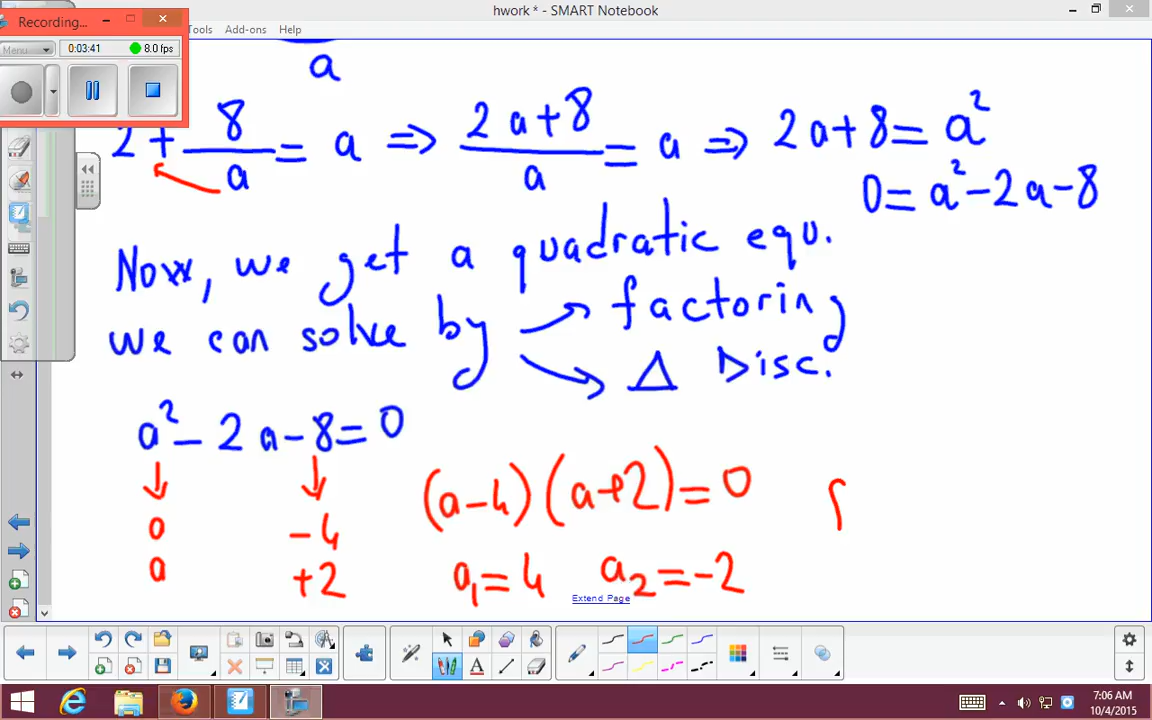 hwork * - SMART Notebook
Recording...
Tools Add-ons Help
Menu 0:03:41 8.0 fps
a
2 + 8/a = a ⇒ (2a+8)/a = a ⇒ 2a+8=a²
0=a²-2a-8
Now, we get a quadratic equ.
we can solve by → factoring
→ Δ Disc.
a²-2a-8=0
(a-4)(a+2)=0
a -4
a +2
a₁=4 a₂=-2
Extend Page
7:06 AM
10/4/2015